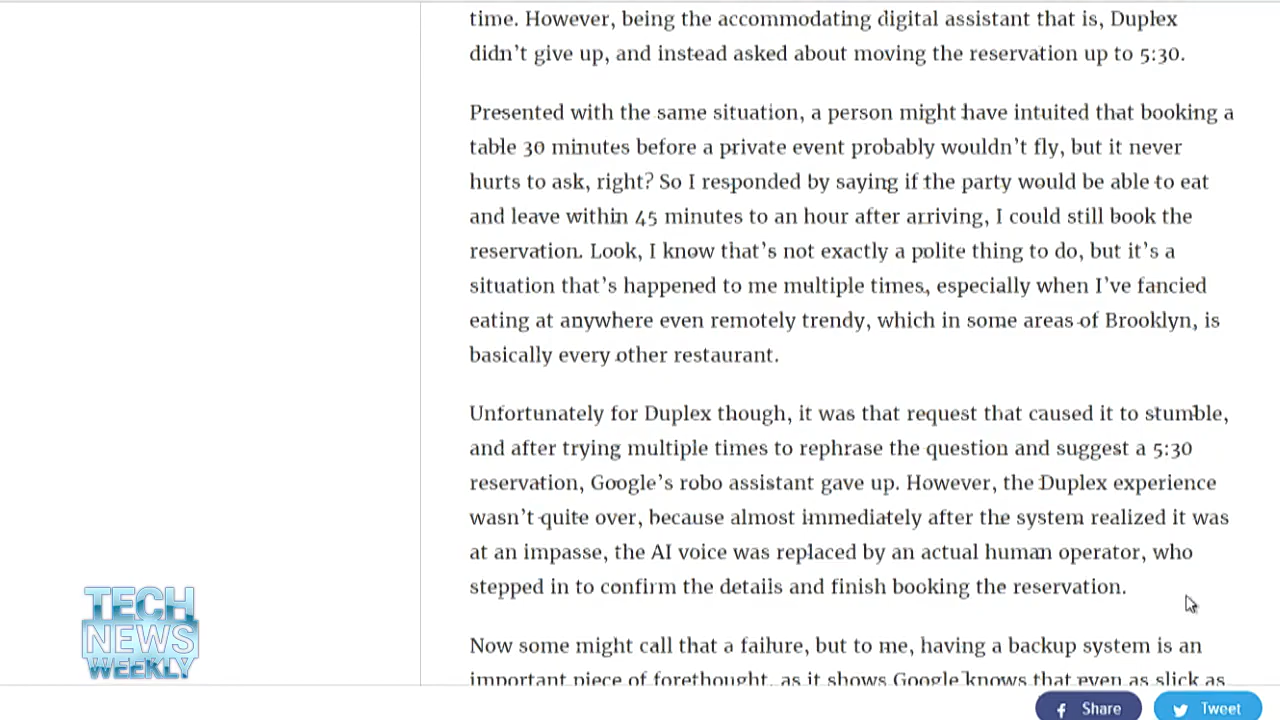 time. However, being the accommodating digital assistant that is, Duplex
didn’t give up, and instead asked about moving the reservation up to 5:30.
Presented with the same situation, a person might have intuited that booking a
table 30 minutes before a private event probably wouldn’t fly, but it never
hurts to ask, right? So I responded by saying if the party would be able to eat
and leave within 45 minutes to an hour after arriving, I could still book the
reservation. Look, I know that’s not exactly a polite thing to do, but it’s a
situation that’s happened to me multiple times, especially when I’ve fancied
eating at anywhere even remotely trendy, which in some areas of Brooklyn, is
basically every other restaurant.
Unfortunately for Duplex though, it was that request that caused it to stumble,
and after trying multiple times to rephrase the question and suggest a 5:30
reservation, Google’s robo assistant gave up. However, the Duplex experience
wasn’t quite over, because almost immediately after the system realized it was
at an impasse, the AI voice was replaced by an actual human operator, who
stepped in to confirm the details and finish booking the reservation.
Now some might call that a failure, but to me, having a backup system is an
important piece of forethought, as it shows Google knows that even as slick as
TECH
NEWS
WEEKLY
Share
Tweet